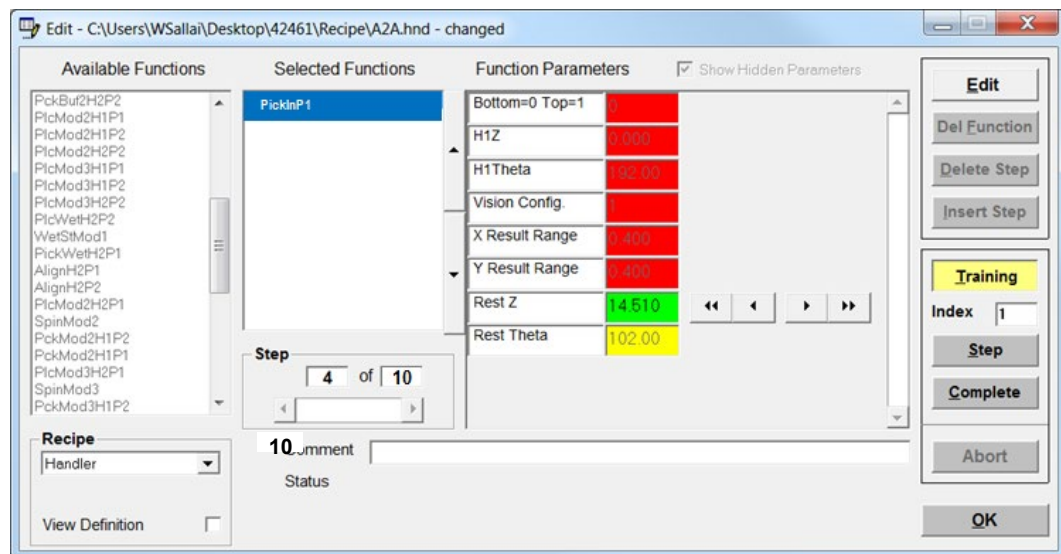 Edit - C:\Users\WSallai\Desktop\42461\Recipe\A2A.hnd - changed
Available Functions
PckBuf2H2P2
PlcMod2H1P1
PlcMod2H1P2
PlcMod2H2P2
PlcMod3H1P1
PlcMod3H1P2
PlcMod3H2P2
PlcWetH2P2
WetStMod1
PickWetH2P1
AlignH2P1
AlignH2P2
PlcMod2H2P1
SpinMod2
PckMod2H1P2
PckMod2H1P1
PlcMod3H2P1
SpinMod3
PckMod3H1P2
Recipe
Handler
View Definition
Selected Functions
PickInP1
Step
4 of 10
Function Parameters
Show Hidden Parameters
Bottom=0 Top=1 0
H1Z 0.000
H1Theta 192.00
Vision Config. 1
X Result Range 0.400
Y Result Range 0.400
Rest Z 14.510
Rest Theta 102.00
10 omment
Status
Edit
Del Function
Delete Step
Insert Step
Training
Index 1
Step
Complete
Abort
OK